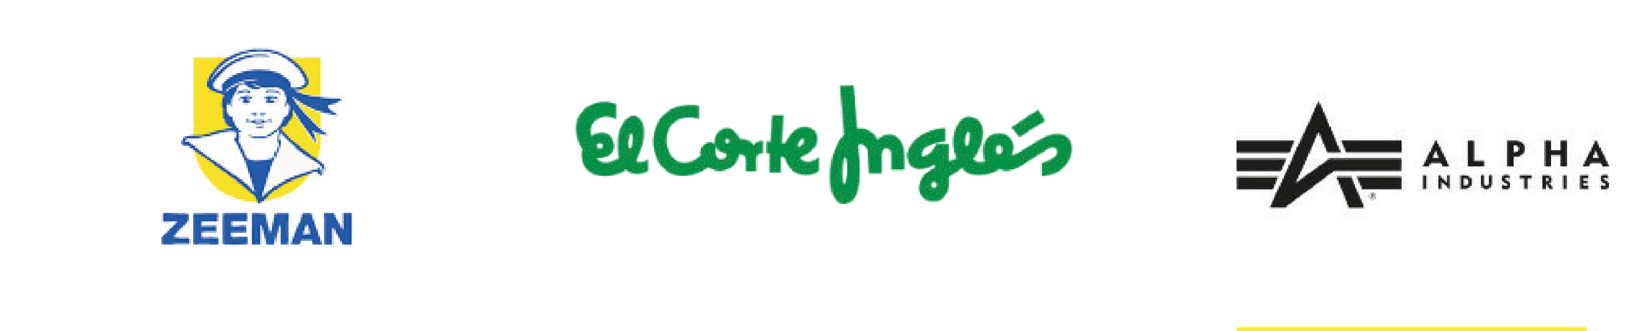 ZEEMAN
El Corte Inglés
ALPHA
INDUSTRIES
®